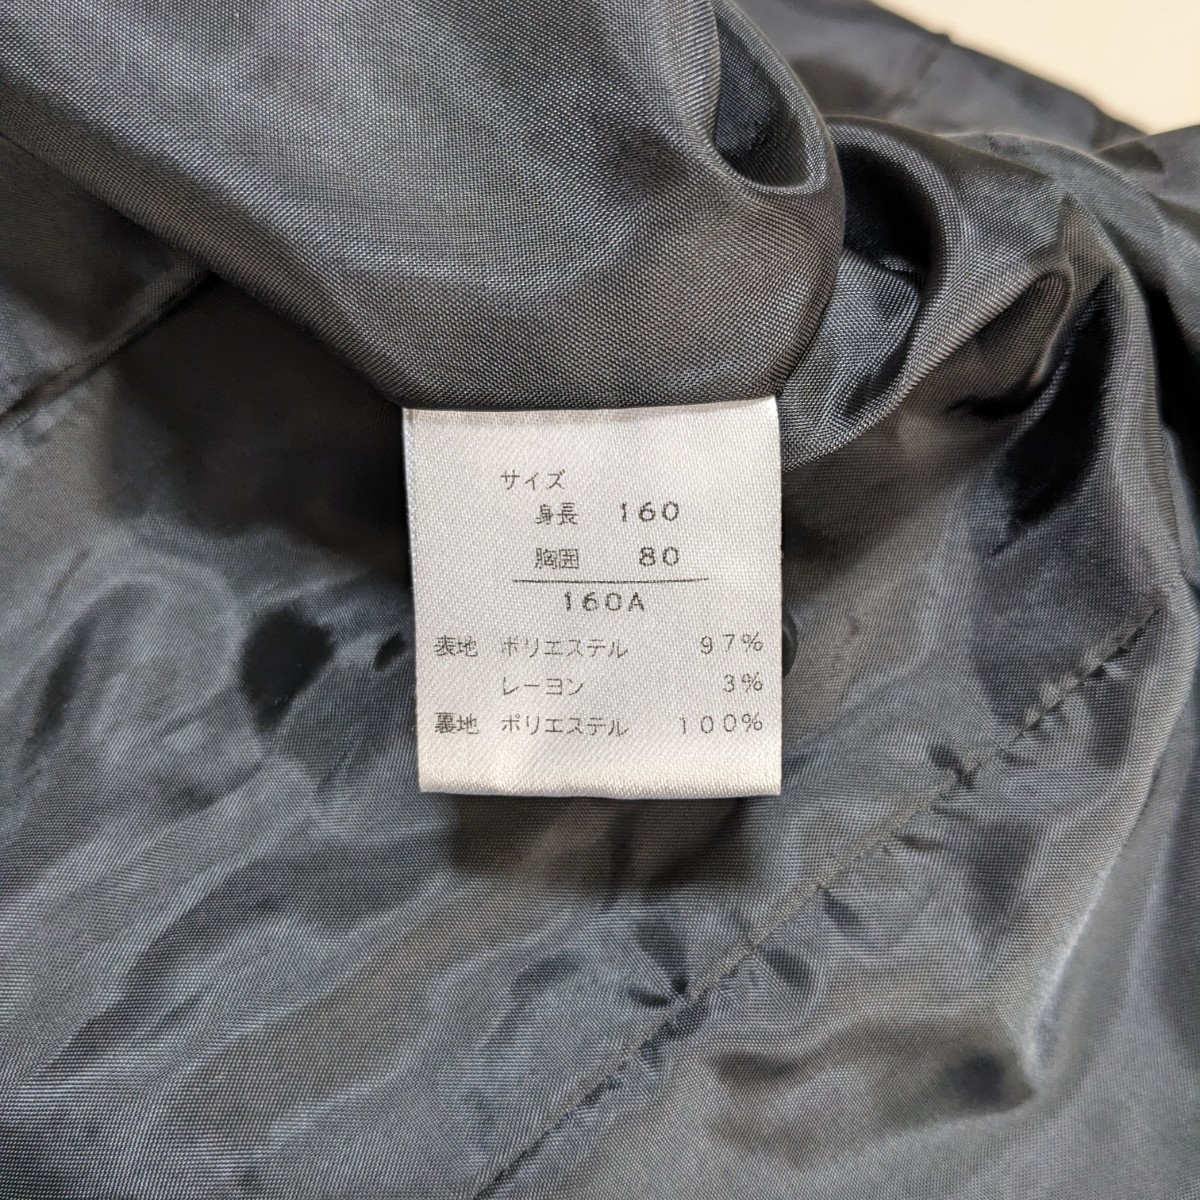 サイズ
身長 160
胸囲 80
160A
表地 ポリエステル 97%
レーヨン 3%
裏地 ポリエステル 100%